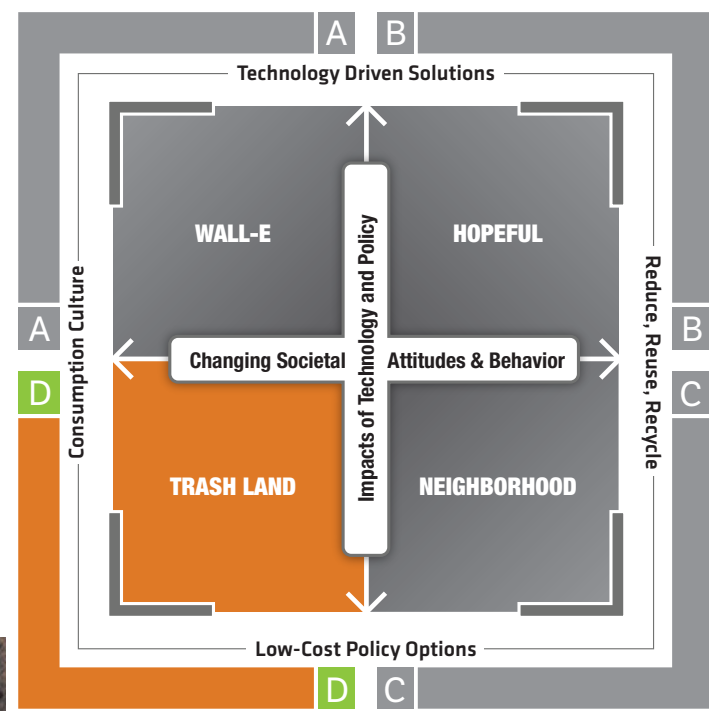 A B
Technology Driven Solutions
WALL-E
HOPEFUL
Impacts of Technology and Policy
Consumption Culture
Reduce, Reuse, Recycle
A
B
Changing Societal Attitudes & Behavior
D
C
TRASH LAND
NEIGHBORHOOD
Low-Cost Policy Options
D C